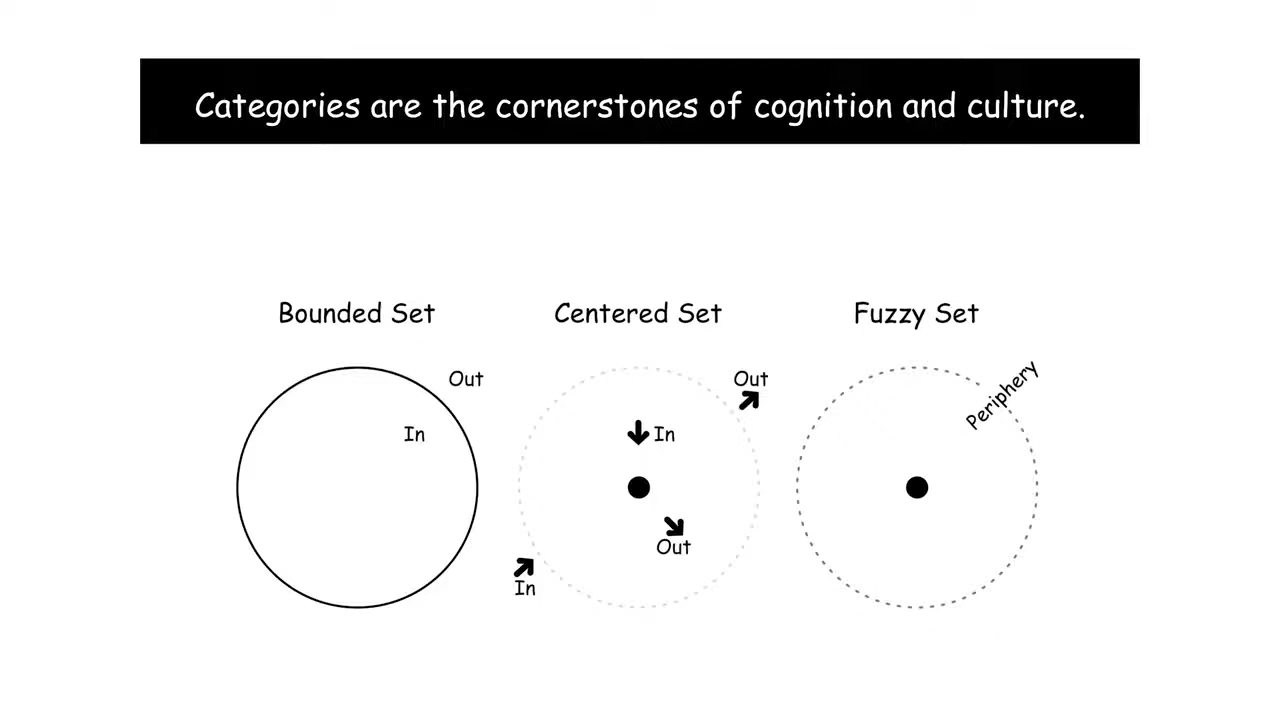 Categories are the cornerstones of cognition and culture.
Bounded Set
Centered Set
Fuzzy Set
Out
In
Out
In
Out
In
Periphery